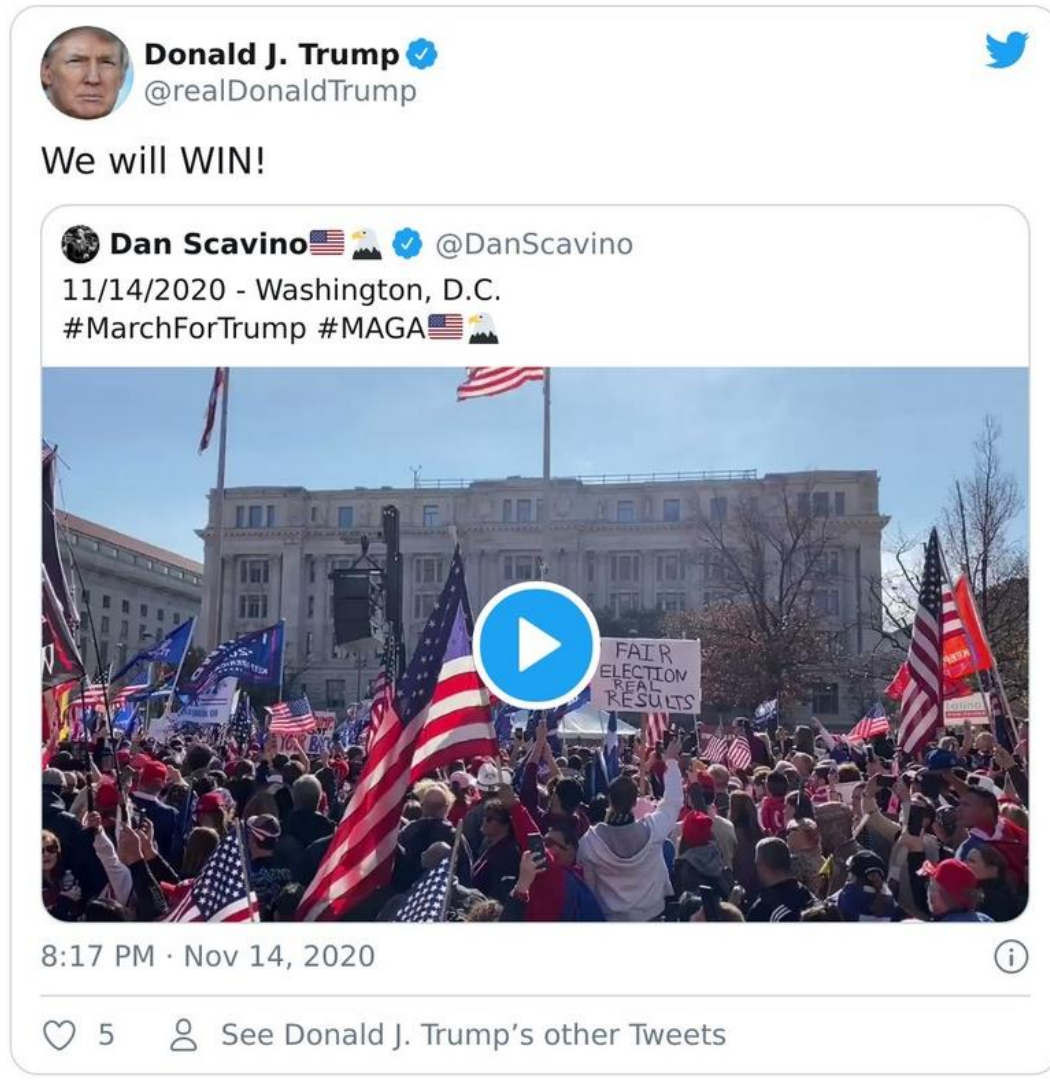 Donald J. Trump
@realDonaldTrump
We will WIN!
Dan Scavino🇺🇸🦅 @DanScavino
11/14/2020 - Washington, D.C.
#MarchForTrump #MAGA🇺🇸🦅
FAIR
ELECTION
REAL
RESULTS
8:17 PM · Nov 14, 2020
5 See Donald J. Trump’s other Tweets